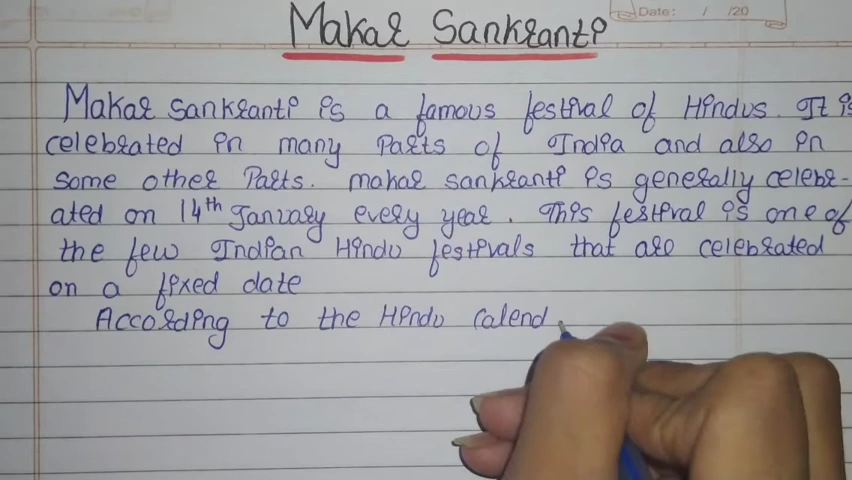 Date: / /20
Makar Sankranti
Makar Sankranti is a famous festival of Hindus. It is
celebrated in many Parts of India and also in
some other Parts. Makar sankranti is generally celebr-
ated on 14th January every year. This festival is one of
the few Indian Hindu festivals that are celebrated
on a fixed date
According to the Hindu Calend